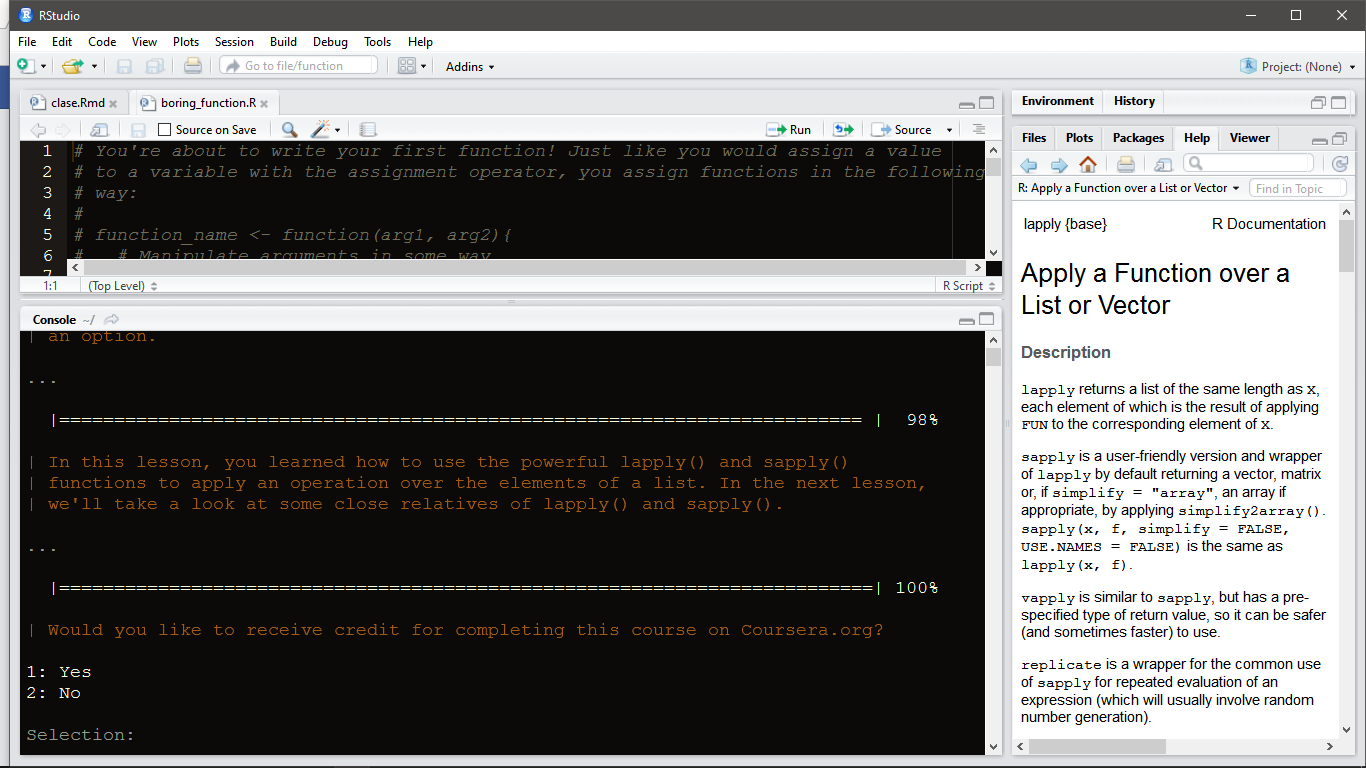 RStudio
File Edit Code View Plots Session Build Debug Tools Help
Go to file/function Addins Project: (None)
clase.Rmd boring_function.R
Source on Save Run Source
1 # You're about to write your first function! Just like you would assign a value
2 # to a variable with the assignment operator, you assign functions in the following
3 # way:
4 #
5 # function_name <- function(arg1, arg2){
6 #   # Manipulate arguments in some way
7
1:1 (Top Level) R Script
Console ~/
| an option.
...
|========================================================================== | 98%
| In this lesson, you learned how to use the powerful lapply() and sapply()
| functions to apply an operation over the elements of a list. In the next lesson,
| we'll take a look at some close relatives of lapply() and sapply().
...
|===========================================================================| 100%
| Would you like to receive credit for completing this course on Coursera.org?
1: Yes
2: No
Selection:
Environment History
Files Plots Packages Help Viewer
R: Apply a Function over a List or Vector Find in Topic
lapply {base} R Documentation
Apply a Function over a
List or Vector
Description
lapply returns a list of the same length as X,
each element of which is the result of applying
FUN to the corresponding element of X.
sapply is a user-friendly version and wrapper
of lapply by default returning a vector, matrix
or, if simplify = "array", an array if
appropriate, by applying simplify2array().
sapply(x, f, simplify = FALSE,
USE.NAMES = FALSE) is the same as
lapply(x, f).
vapply is similar to sapply, but has a pre-
specified type of return value, so it can be safer
(and sometimes faster) to use.
replicate is a wrapper for the common use
of sapply for repeated evaluation of an
expression (which will usually involve random
number generation).